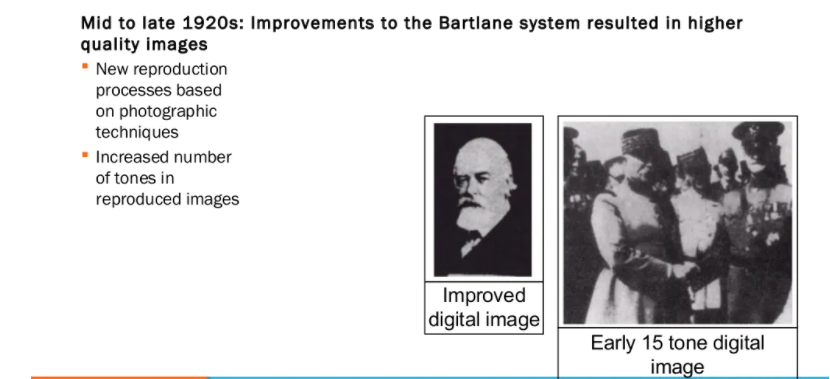 Mid to late 1920s: Improvements to the Bartlane system resulted in higher
quality images
▪ New reproduction
processes based
on photographic
techniques
▪ Increased number
of tones in
reproduced images
Improved
digital image
Early 15 tone digital
image